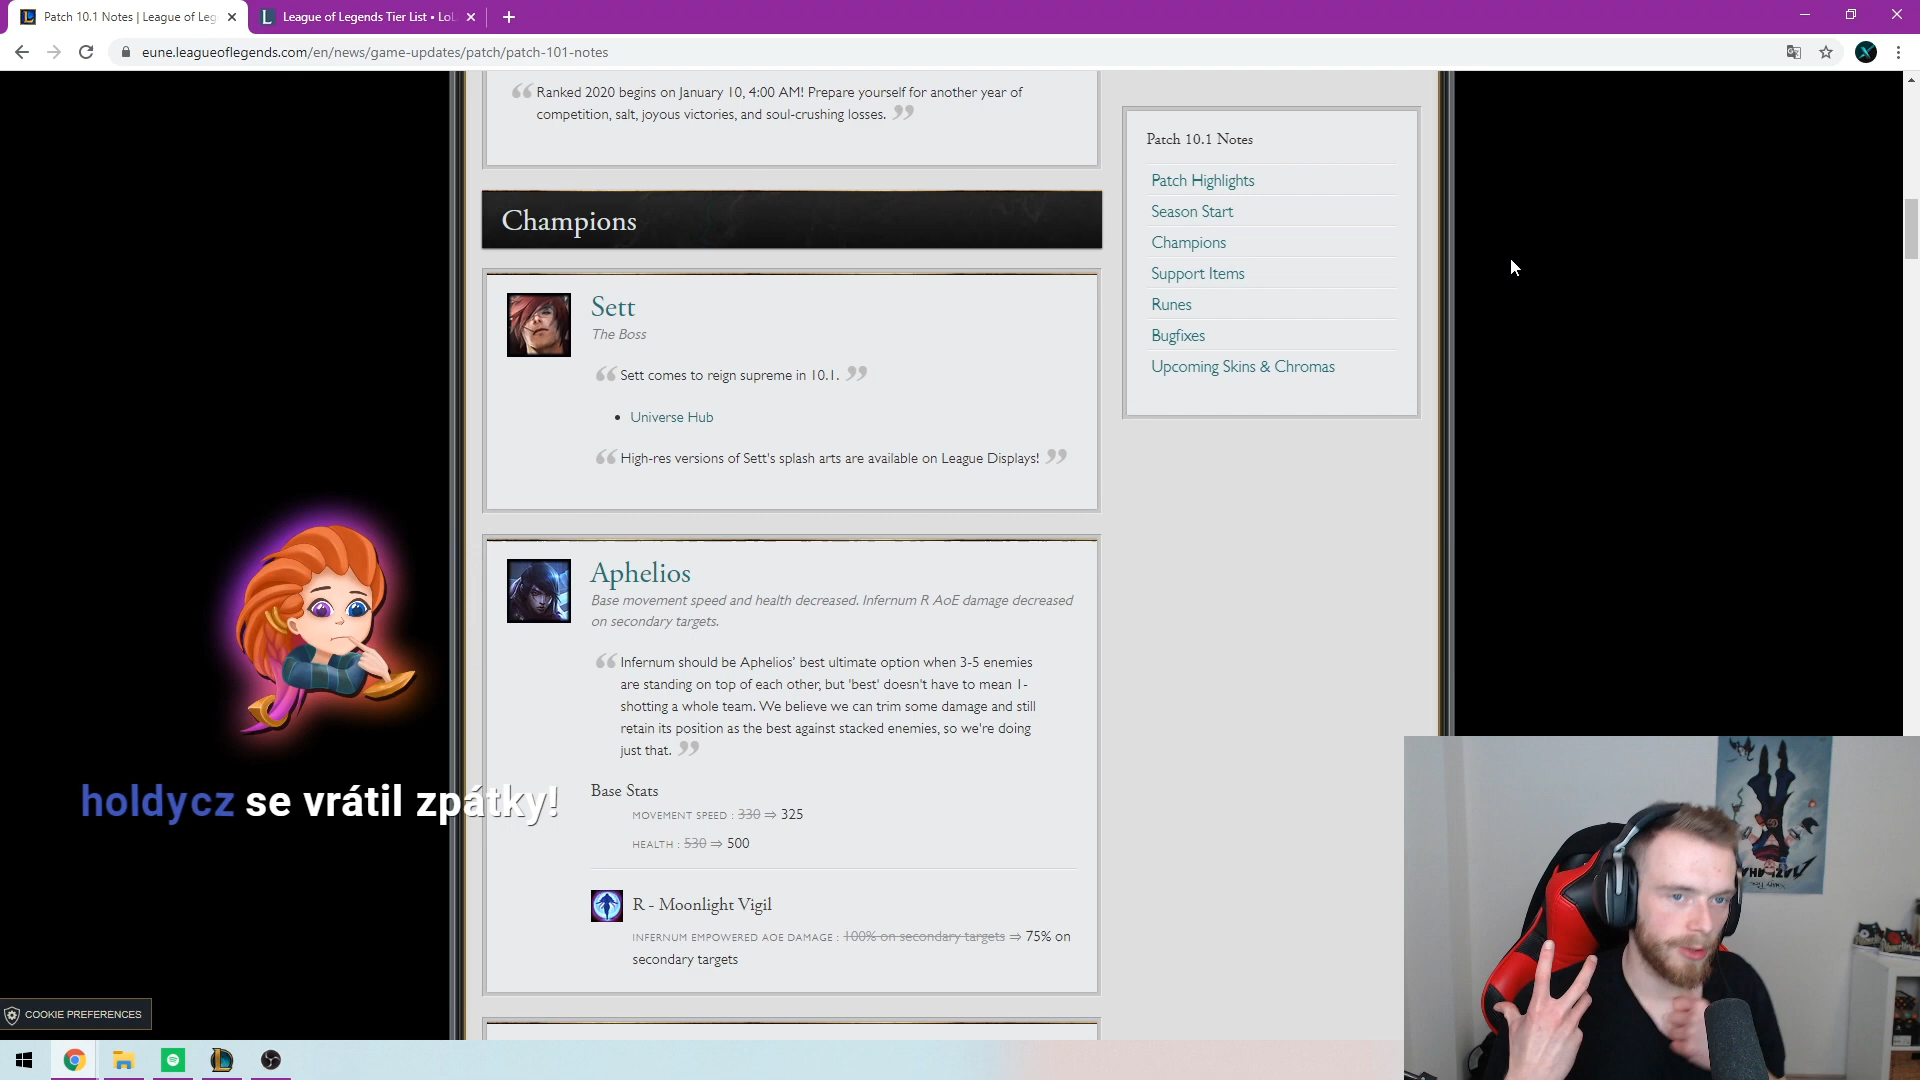 Patch 10.1 Notes | League of Leg
League of Legends Tier List • LoL
eune.leagueoflegends.com/en/news/game-updates/patch/patch-101-notes
Ranked 2020 begins on January 10, 4:00 AM! Prepare yourself for another year of
competition, salt, joyous victories, and soul-crushing losses.
Champions
Sett
The Boss
Sett comes to reign supreme in 10.1.
Universe Hub
High-res versions of Sett's splash arts are available on League Displays!
Aphelios
Base movement speed and health decreased. Infernum R AoE damage decreased
on secondary targets.
Infernum should be Aphelios' best ultimate option when 3-5 enemies
are standing on top of each other, but 'best' doesn't have to mean 1-
shotting a whole team. We believe we can trim some damage and still
retain its position as the best against stacked enemies, so we're doing
just that.
Base Stats
MOVEMENT SPEED : 330 ⇒ 325
HEALTH : 530 ⇒ 500
R - Moonlight Vigil
INFERNUM EMPOWERED AOE DAMAGE : 100% on secondary targets ⇒ 75% on
secondary targets
Patch 10.1 Notes
Patch Highlights
Season Start
Champions
Support Items
Runes
Bugfixes
Upcoming Skins & Chromas
holdycz se vrátil zpátky!
COOKIE PREFERENCES